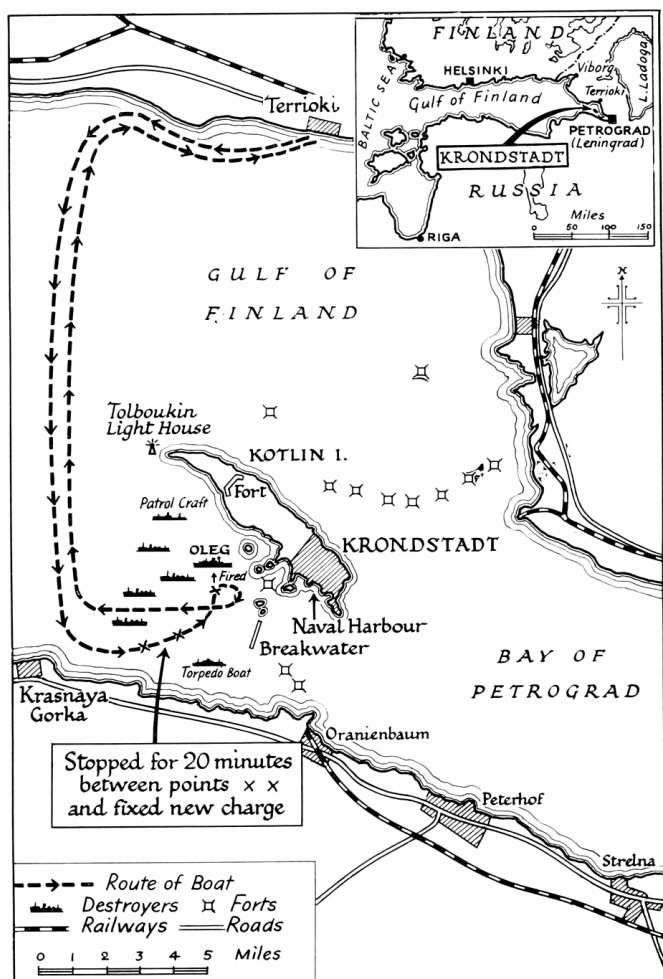 FINLAND
HELSINKI
Viborg
Terrioki
L. Ladoga
BALTIC SEA
Gulf of Finland
PETROGRAD
(Leningrad)
KRONDSTADT
RUSSIA
RIGA
Miles
0 50 100 150
Terrioki
GULF OF
FINLAND
N
Tolboukin
Light House
KOTLIN I.
Fort
Patrol Craft
OLEG
Fired
KRONDSTADT
Naval Harbour
Breakwater
Torpedo Boat
BAY OF
PETROGRAD
Krasnaya
Gorka
Oranienbaum
Stopped for 20 minutes
between points x x
and fixed new charge
Peterhof
Strelna
Route of Boat
Destroyers Forts
Railways Roads
0 1 2 3 4 5 Miles